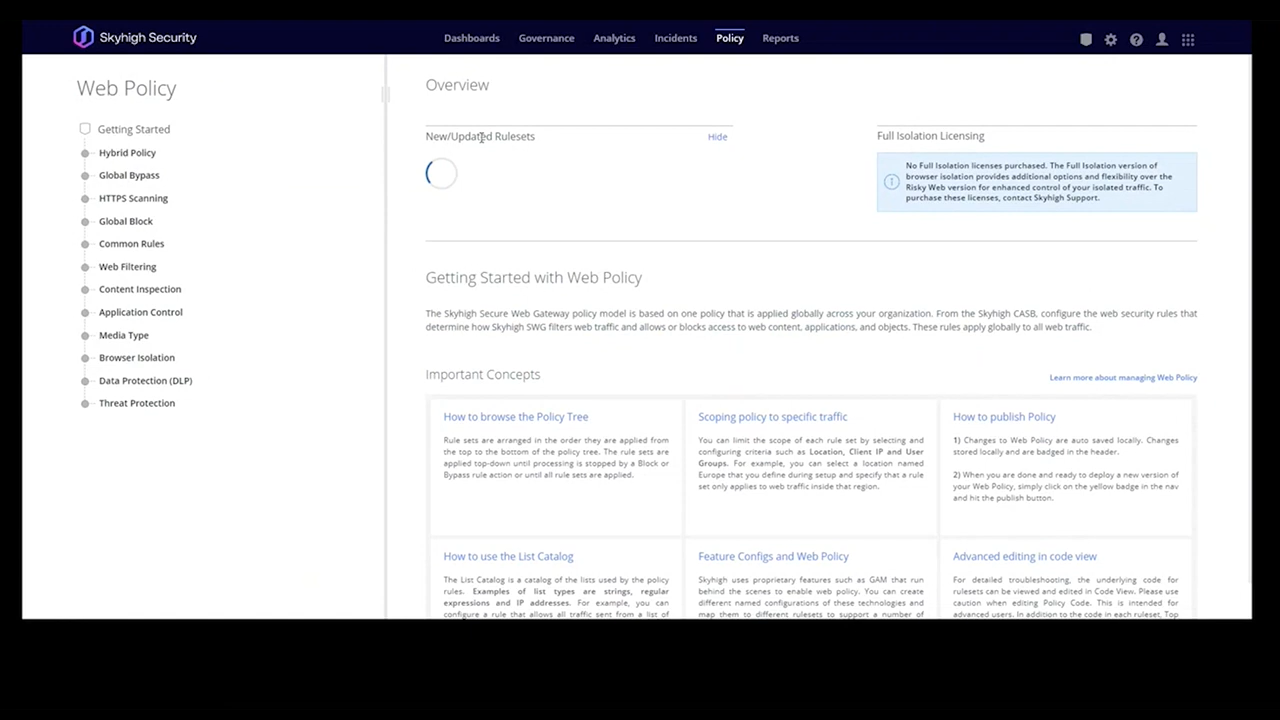 Skyhigh Security
Dashboards Governance Analytics Incidents Policy Reports
Web Policy
Getting Started
Hybrid Policy
Global Bypass
HTTPS Scanning
Global Block
Common Rules
Web Filtering
Content Inspection
Application Control
Media Type
Browser Isolation
Data Protection (DLP)
Threat Protection
Overview
New/Updated Rulesets
Hide
Full Isolation Licensing
No Full Isolation licenses purchased. The Full Isolation version of
browser isolation provides additional options and flexibility over the
Risky Web version for enhanced control of your isolated traffic. To
purchase these licenses, contact Skyhigh Support.
Getting Started with Web Policy
The Skyhigh Secure Web Gateway policy model is based on one policy that is applied globally across your organization. From the Skyhigh CASB, configure the web security rules that
determine how Skyhigh SWG filters web traffic and allows or blocks access to web content, applications, and objects. These rules apply globally to all web traffic.
Important Concepts
Learn more about managing Web Policy
How to browse the Policy Tree
Rule sets are arranged in the order they are applied from
the top to the bottom of the policy tree. The rule sets are
applied top-down until processing is stopped by a Block or
Bypass rule action or until all rule sets are applied.
Scoping policy to specific traffic
You can limit the scope of each rule set by selecting and
configuring criteria such as Location, Client IP and User
Groups. For example, you can select a location named
Europe that you define during setup and specify that a rule
set only applies to web traffic inside that region.
How to publish Policy
1) Changes to Web Policy are auto saved locally. Changes
stored locally and are badged in the header.
2) When you are done and ready to deploy a new version of
your Web Policy, simply click on the yellow badge in the nav
and hit the publish button.
How to use the List Catalog
The List Catalog is a catalog of the lists used by the policy
rules. Examples of list types are strings, regular
expressions and IP addresses. For example, you can
configure a rule that allows all traffic sent from a list of
Feature Configs and Web Policy
Skyhigh uses proprietary features such as GAM that run
behind the scenes to enable web policy. You can create
different named configurations of these technologies and
map them to different rulesets to support a number of
Advanced editing in code view
For detailed troubleshooting, the underlying code for
rulesets can be viewed and edited in Code View. Please use
caution when editing Policy Code. This is intended for
advanced users. In addition to the code in each ruleset, Top